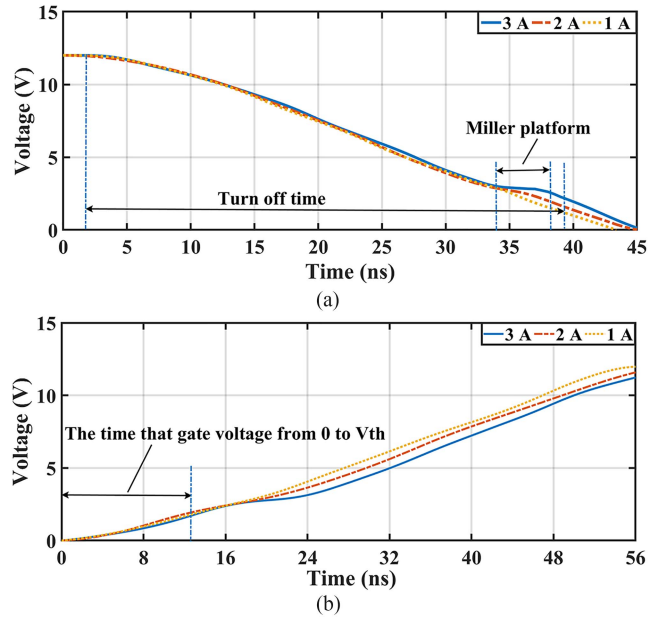 15
3 A 2 A 1 A
10
Voltage (V)
Miller platform
5
Turn off time
0
0 5 10 15 20 25 30 35 40 45
Time (ns)
(a)
15
3 A 2 A 1 A
10
Voltage (V)
The time that gate voltage from 0 to Vth
5
0
0 8 16 24 32 40 48 56
Time (ns)
(b)